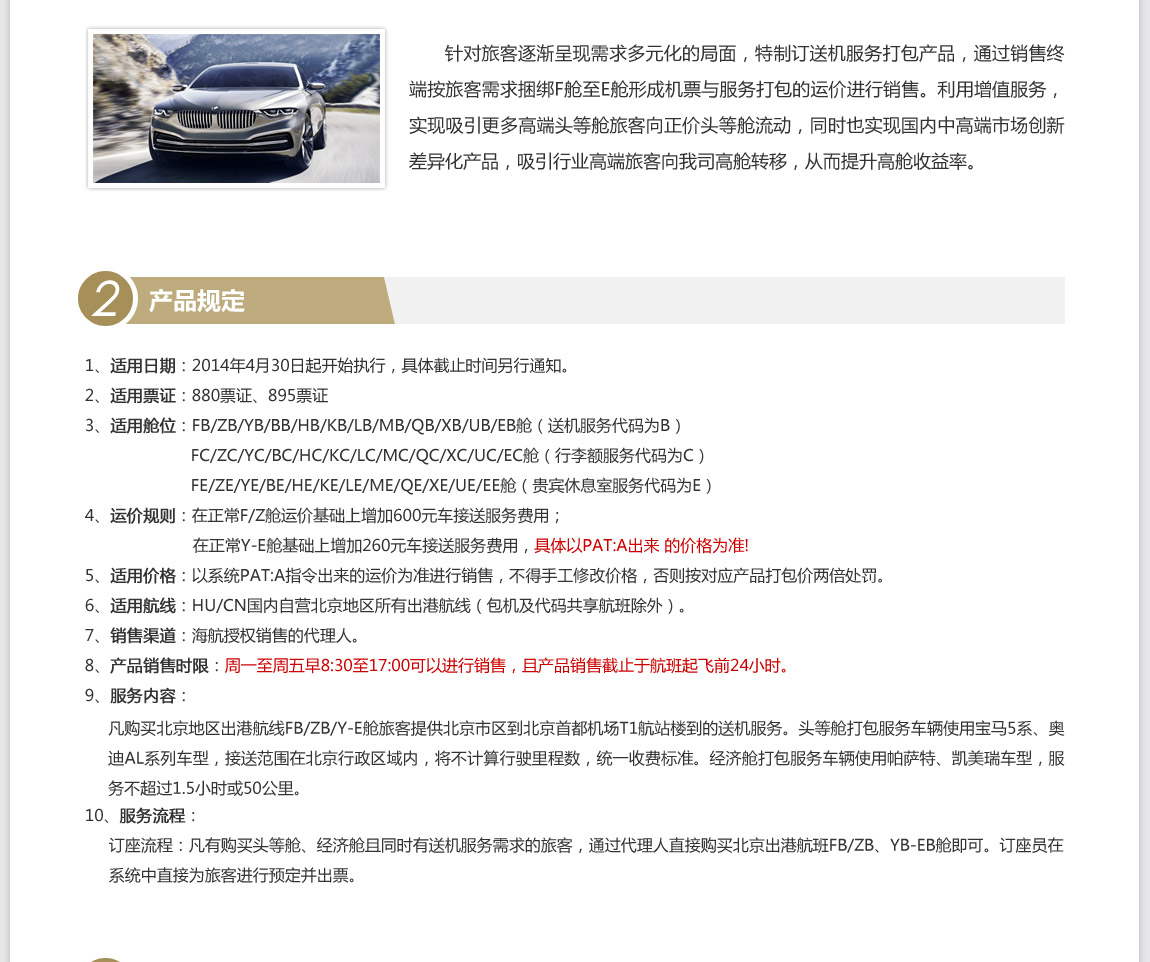 针对旅客逐渐呈现需求多元化的局面，特制订送机服务打包产品，通过销售终
端按旅客需求捆绑F舱至E舱形成机票与服务打包的运价进行销售。利用增值服务，
实现吸引更多高端头等舱旅客向正价头等舱流动，同时也实现国内中高端市场创新
差异化产品，吸引行业高端旅客向我司高舱转移，从而提升高舱收益率。
2 产品规定
1、适用日期：2014年4月30日起开始执行，具体截止时间另行通知。
2、适用票证：880票证、895票证
3、适用舱位：FB/ZB/YB/BB/HB/KB/LB/MB/QB/XB/UB/EB舱（送机服务代码为B）
FC/ZC/YC/BC/HC/KC/LC/MC/QC/XC/UC/EC舱（行李额服务代码为C）
FE/ZE/YE/BE/HE/KE/LE/ME/QE/XE/UE/EE舱（贵宾休息室服务代码为E）
4、运价规则：在正常F/Z舱运价基础上增加600元车接送服务费用；
在正常Y-E舱基础上增加260元车接送服务费用，具体以PAT:A出来 的价格为准!
5、适用价格：以系统PAT:A指令出来的运价为准进行销售，不得手工修改价格，否则按对应产品打包价两倍处罚。
6、适用航线：HU/CN国内自营北京地区所有出港航线（包机及代码共享航班除外）。
7、销售渠道：海航授权销售的代理人。
8、产品销售时限：周一至周五早8:30至17:00可以进行销售，且产品销售截止于航班起飞前24小时。
9、服务内容：
凡购买北京地区出港航线FB/ZB/Y-E舱旅客提供北京市区到北京首都机场T1航站楼到的送机服务。头等舱打包服务车辆使用宝马5系、奥
迪AL系列车型，接送范围在北京行政区域内，将不计算行驶里程数，统一收费标准。经济舱打包服务车辆使用帕萨特、凯美瑞车型，服
务不超过1.5小时或50公里。
10、服务流程：
订座流程：凡有购买头等舱、经济舱且同时有送机服务需求的旅客，通过代理人直接购买北京出港航班FB/ZB、YB-EB舱即可。订座员在
系统中直接为旅客进行预定并出票。